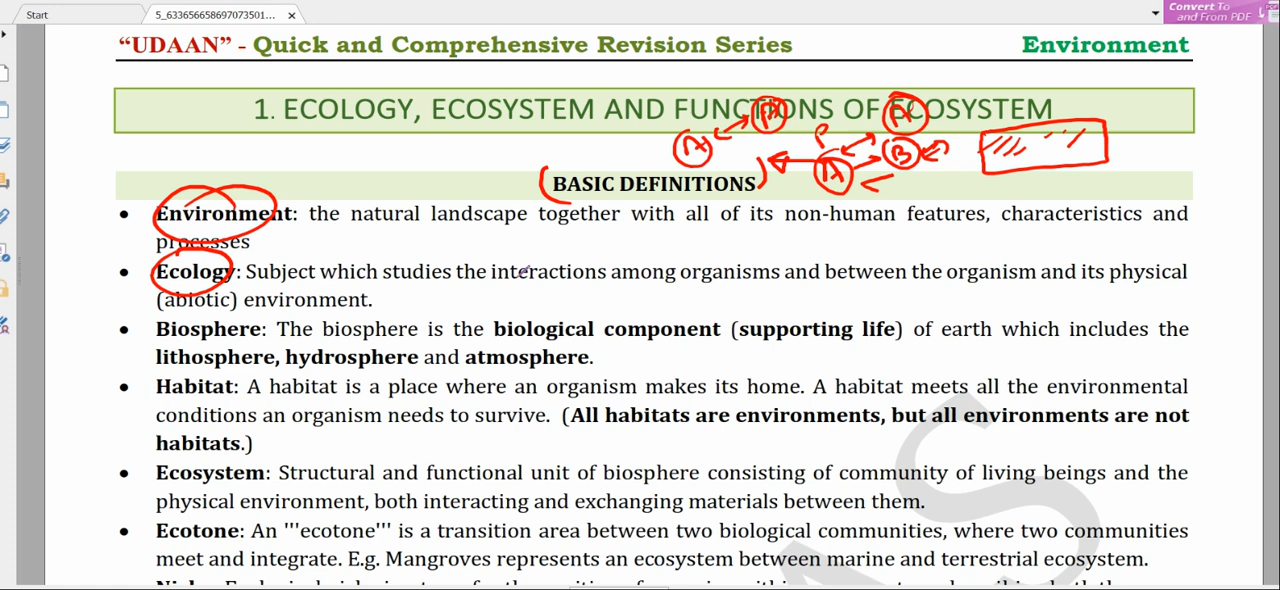 Start
5_633656658697073501...
Convert To
and From PDF
“UDAAN” - Quick and Comprehensive Revision Series Environment
1. ECOLOGY, ECOSYSTEM AND FUNCTIONS OF ECOSYSTEM
A P A B A P
BASIC DEFINITIONS
• Environment: the natural landscape together with all of its non-human features, characteristics and
processes
• Ecology: Subject which studies the interactions among organisms and between the organism and its physical
(abiotic) environment.
• Biosphere: The biosphere is the biological component (supporting life) of earth which includes the
lithosphere, hydrosphere and atmosphere.
• Habitat: A habitat is a place where an organism makes its home. A habitat meets all the environmental
conditions an organism needs to survive. (All habitats are environments, but all environments are not
habitats.)
• Ecosystem: Structural and functional unit of biosphere consisting of community of living beings and the
physical environment, both interacting and exchanging materials between them.
• Ecotone: An '''ecotone''' is a transition area between two biological communities, where two communities
meet and integrate. E.g. Mangroves represents an ecosystem between marine and terrestrial ecosystem.